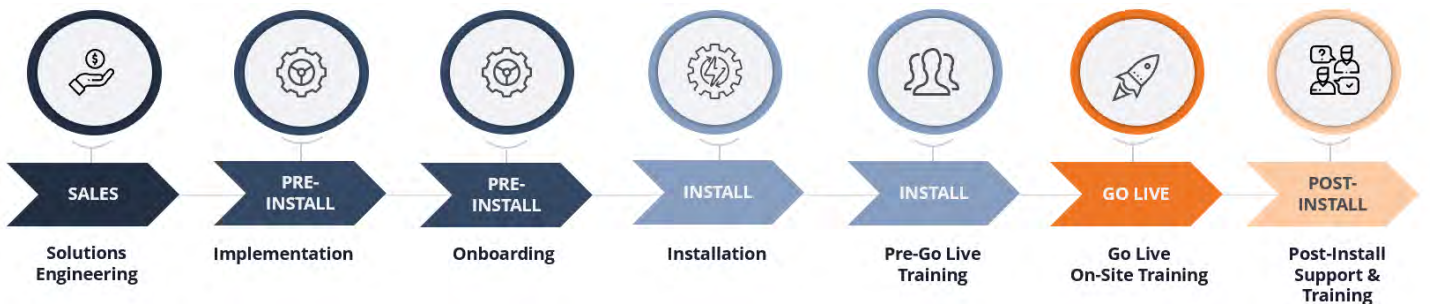 $
SALES
PRE-
INSTALL
PRE-
INSTALL
INSTALL
INSTALL
GO LIVE
?
POST-
INSTALL
Solutions
Engineering
Implementation
Onboarding
Installation
Pre-Go Live
Training
Go Live
On-Site Training
Post-Install
Support &
Training